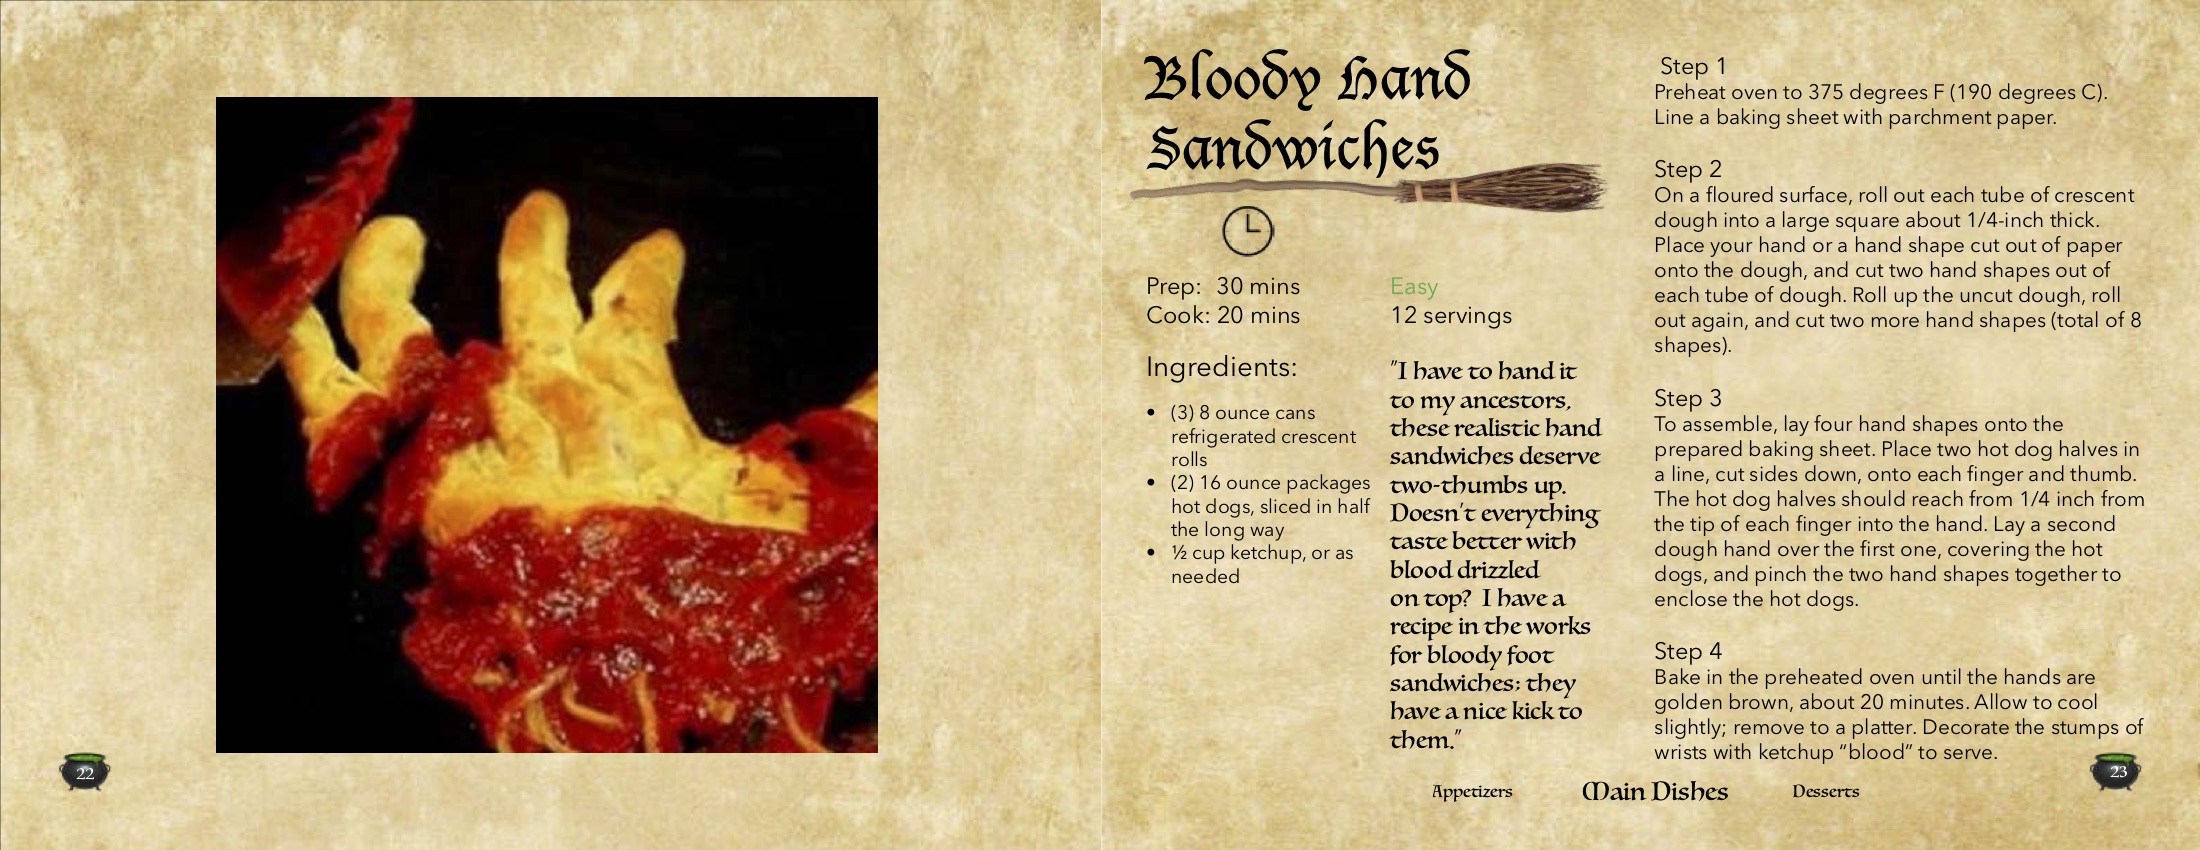 22
Bloody Hand
Sandwiches
Prep: 30 mins
Cook: 20 mins
Easy
12 servings
Ingredients:
• (3) 8 ounce cans
refrigerated crescent
rolls
• (2) 16 ounce packages
hot dogs, sliced in half
the long way
• ½ cup ketchup, or as
needed
"I have to hand it
to my ancestors,
these realistic hand
sandwiches deserve
two-thumbs up.
Doesn't everything
taste better with
blood drizzled
on top? I have a
recipe in the works
for bloody foot
sandwiches; they
have a nice kick to
them."
Step 1
Preheat oven to 375 degrees F (190 degrees C).
Line a baking sheet with parchment paper.
Step 2
On a floured surface, roll out each tube of crescent
dough into a large square about 1/4-inch thick.
Place your hand or a hand shape cut out of paper
onto the dough, and cut two hand shapes out of
each tube of dough. Roll up the uncut dough, roll
out again, and cut two more hand shapes (total of 8
shapes).
Step 3
To assemble, lay four hand shapes onto the
prepared baking sheet. Place two hot dog halves in
a line, cut sides down, onto each finger and thumb.
The hot dog halves should reach from 1/4 inch from
the tip of each finger into the hand. Lay a second
dough hand over the first one, covering the hot
dogs, and pinch the two hand shapes together to
enclose the hot dogs.
Step 4
Bake in the preheated oven until the hands are
golden brown, about 20 minutes. Allow to cool
slightly; remove to a platter. Decorate the stumps of
wrists with ketchup “blood” to serve.
23
Appetizers Main Dishes Desserts